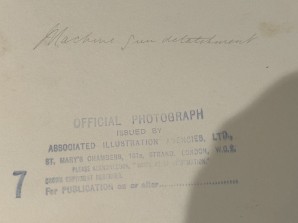 Machine gun detatchment
OFFICIAL PHOTOGRAPH
ISSUED BY
ASSOCIATED ILLUSTRATION AGENCIES, LTD.,
ST. MARY'S CHAMBERS, 161a, STRAND, LONDON, W.C.2.
7
For PUBLICATION on or after